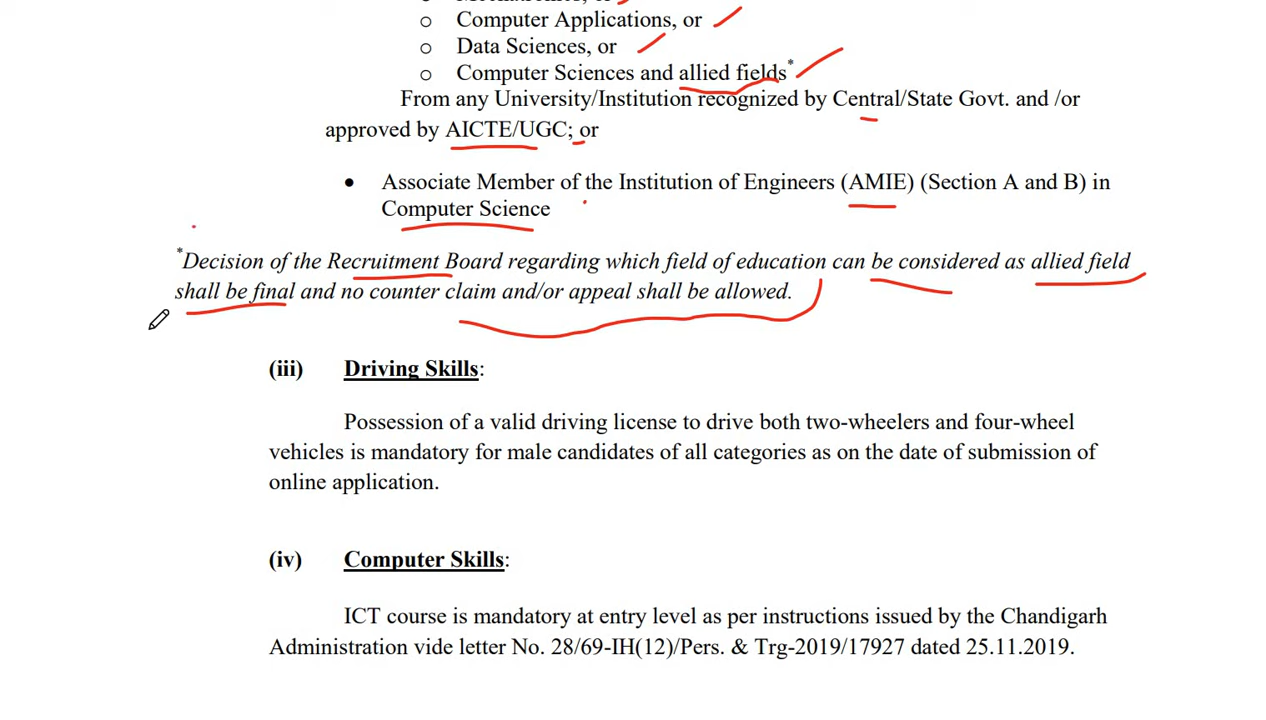 o Computer Applications, or
o Data Sciences, or
o Computer Sciences and allied fields*
From any University/Institution recognized by Central/State Govt. and /or
approved by AICTE/UGC; or
• Associate Member of the Institution of Engineers (AMIE) (Section A and B) in
Computer Science
*Decision of the Recruitment Board regarding which field of education can be considered as allied field
shall be final and no counter claim and/or appeal shall be allowed.
(iii) Driving Skills:
Possession of a valid driving license to drive both two-wheelers and four-wheel
vehicles is mandatory for male candidates of all categories as on the date of submission of
online application.
(iv) Computer Skills:
ICT course is mandatory at entry level as per instructions issued by the Chandigarh
Administration vide letter No. 28/69-IH(12)/Pers. & Trg-2019/17927 dated 25.11.2019.